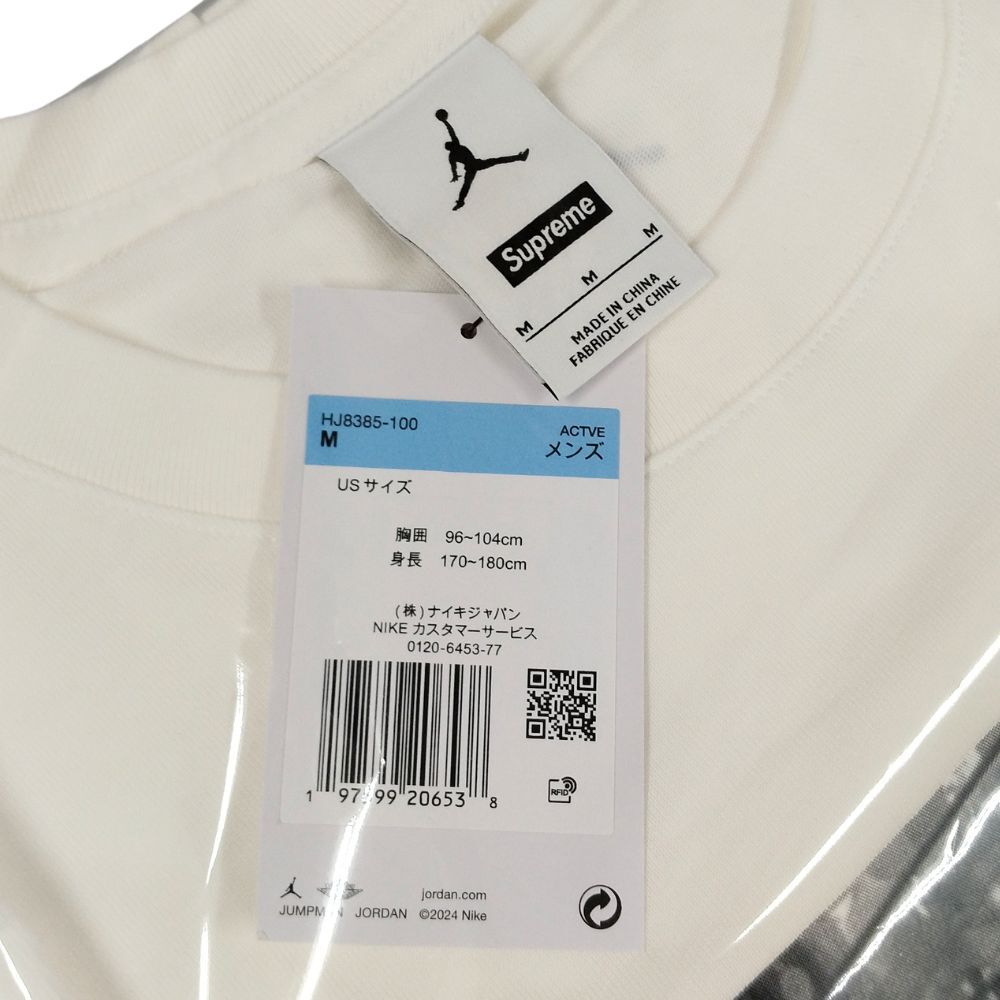 Supreme
M
M
M
MADE IN CHINA
FABRIQUE EN CHINE
HJ8385-100
M
ACTVE
メンズ
USサイズ
胸囲 96~104cm
身長 170~180cm
(株)ナイキジャパン
NIKE カスタマーサービス
0120-6453-77
1
20653
8
RFID
jordan.com
JORDAN ©2024 Nike